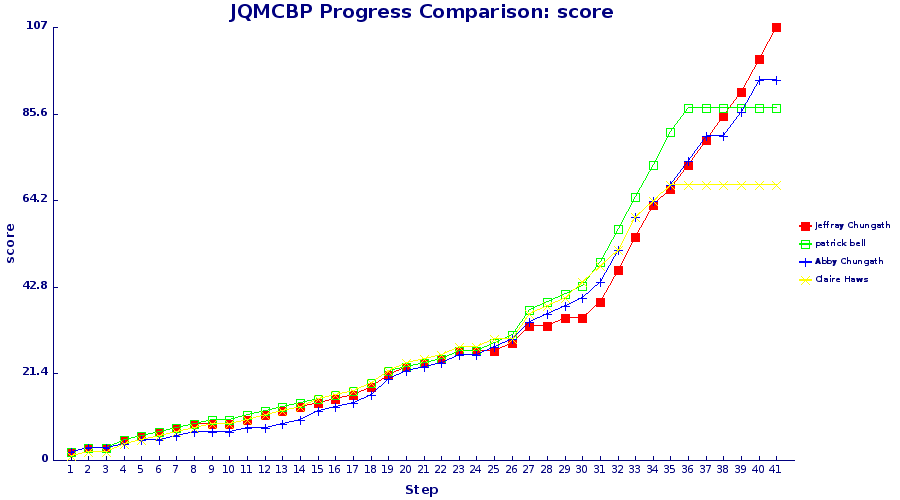 JQMCBP Progress Comparison: score
107
85.6
64.2
42.8
21.4
0
score
1 2 3 4 5 6 7 8 9 10 11 12 13 14 15 16 17 18 19 20 21 22 23 24 25 26 27 28 29 30 31 32 33 34 35 36 37 38 39 40 41
Step
Jeffray Chungath
patrick bell
Abby Chungath
Claire Haws